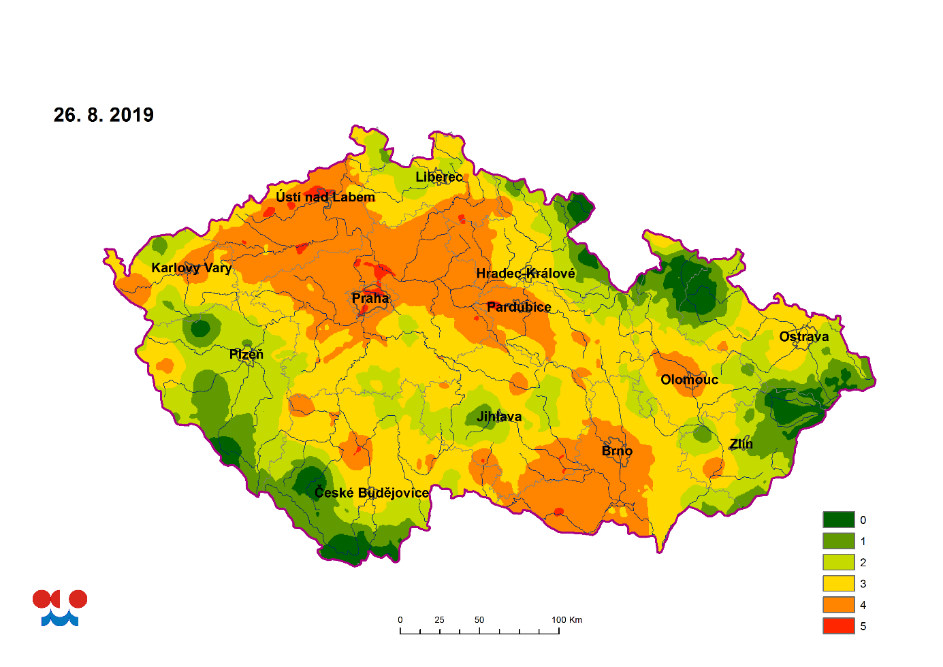 26. 8. 2019
Liberec
Ústí nad Labem
Karlovy Vary
Hradec Králové
Praha
Pardubice
Ostrava
Plzeň
Olomouc
Jihlava
Zlín
Brno
České Budějovice
0
1
2
3
4
5
0 25 50 100 Km